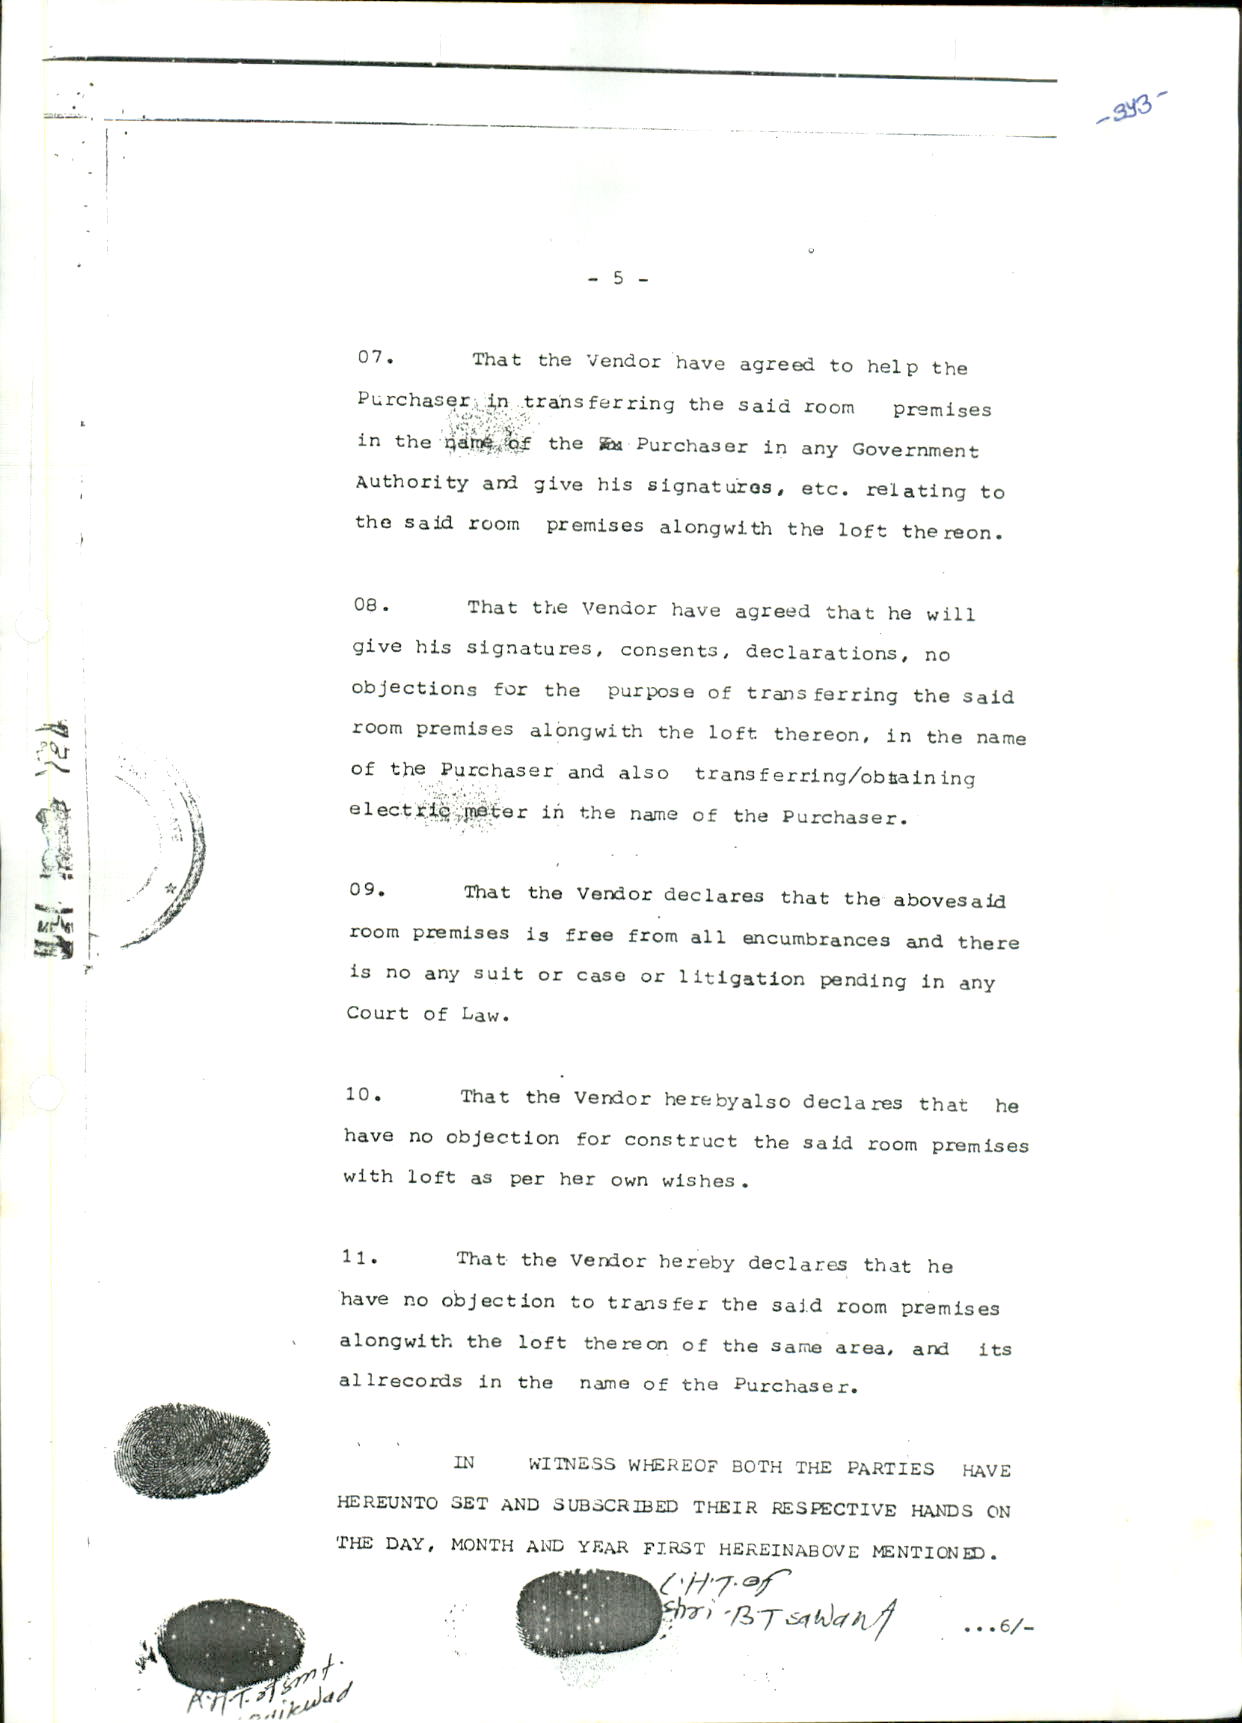 -343-
- 5 -
07. That the Vendor have agreed to help the
Purchaser in transferring the said room premises
in the name of the Purchaser in any Government
Authority and give his signatures, etc. relating to
the said room premises alongwith the loft thereon.
08. That the Vendor have agreed that he will
give his signatures, consents, declarations, no
objections for the purpose of transferring the said
room premises alongwith the loft thereon, in the name
of the Purchaser and also transferring/obtaining
electric meter in the name of the Purchaser.
09. That the Vendor declares that the abovesaid
room premises is free from all encumbrances and there
is no any suit or case or litigation pending in any
Court of Law.
10. That the Vendor herebyalso declares that he
have no objection for construct the said room premises
with loft as per her own wishes.
11. That the Vendor hereby declares that he
have no objection to transfer the said room premises
alongwith the loft thereon of the same area, and its
allrecords in the name of the Purchaser.
IN WITNESS WHEREOF BOTH THE PARTIES HAVE
HEREUNTO SET AND SUBSCRIBED THEIR RESPECTIVE HANDS ON
THE DAY, MONTH AND YEAR FIRST HEREINABOVE MENTIONED.
L.H.T. of
Shri B T Sawant
...6/-
R.H.T. of Smt.